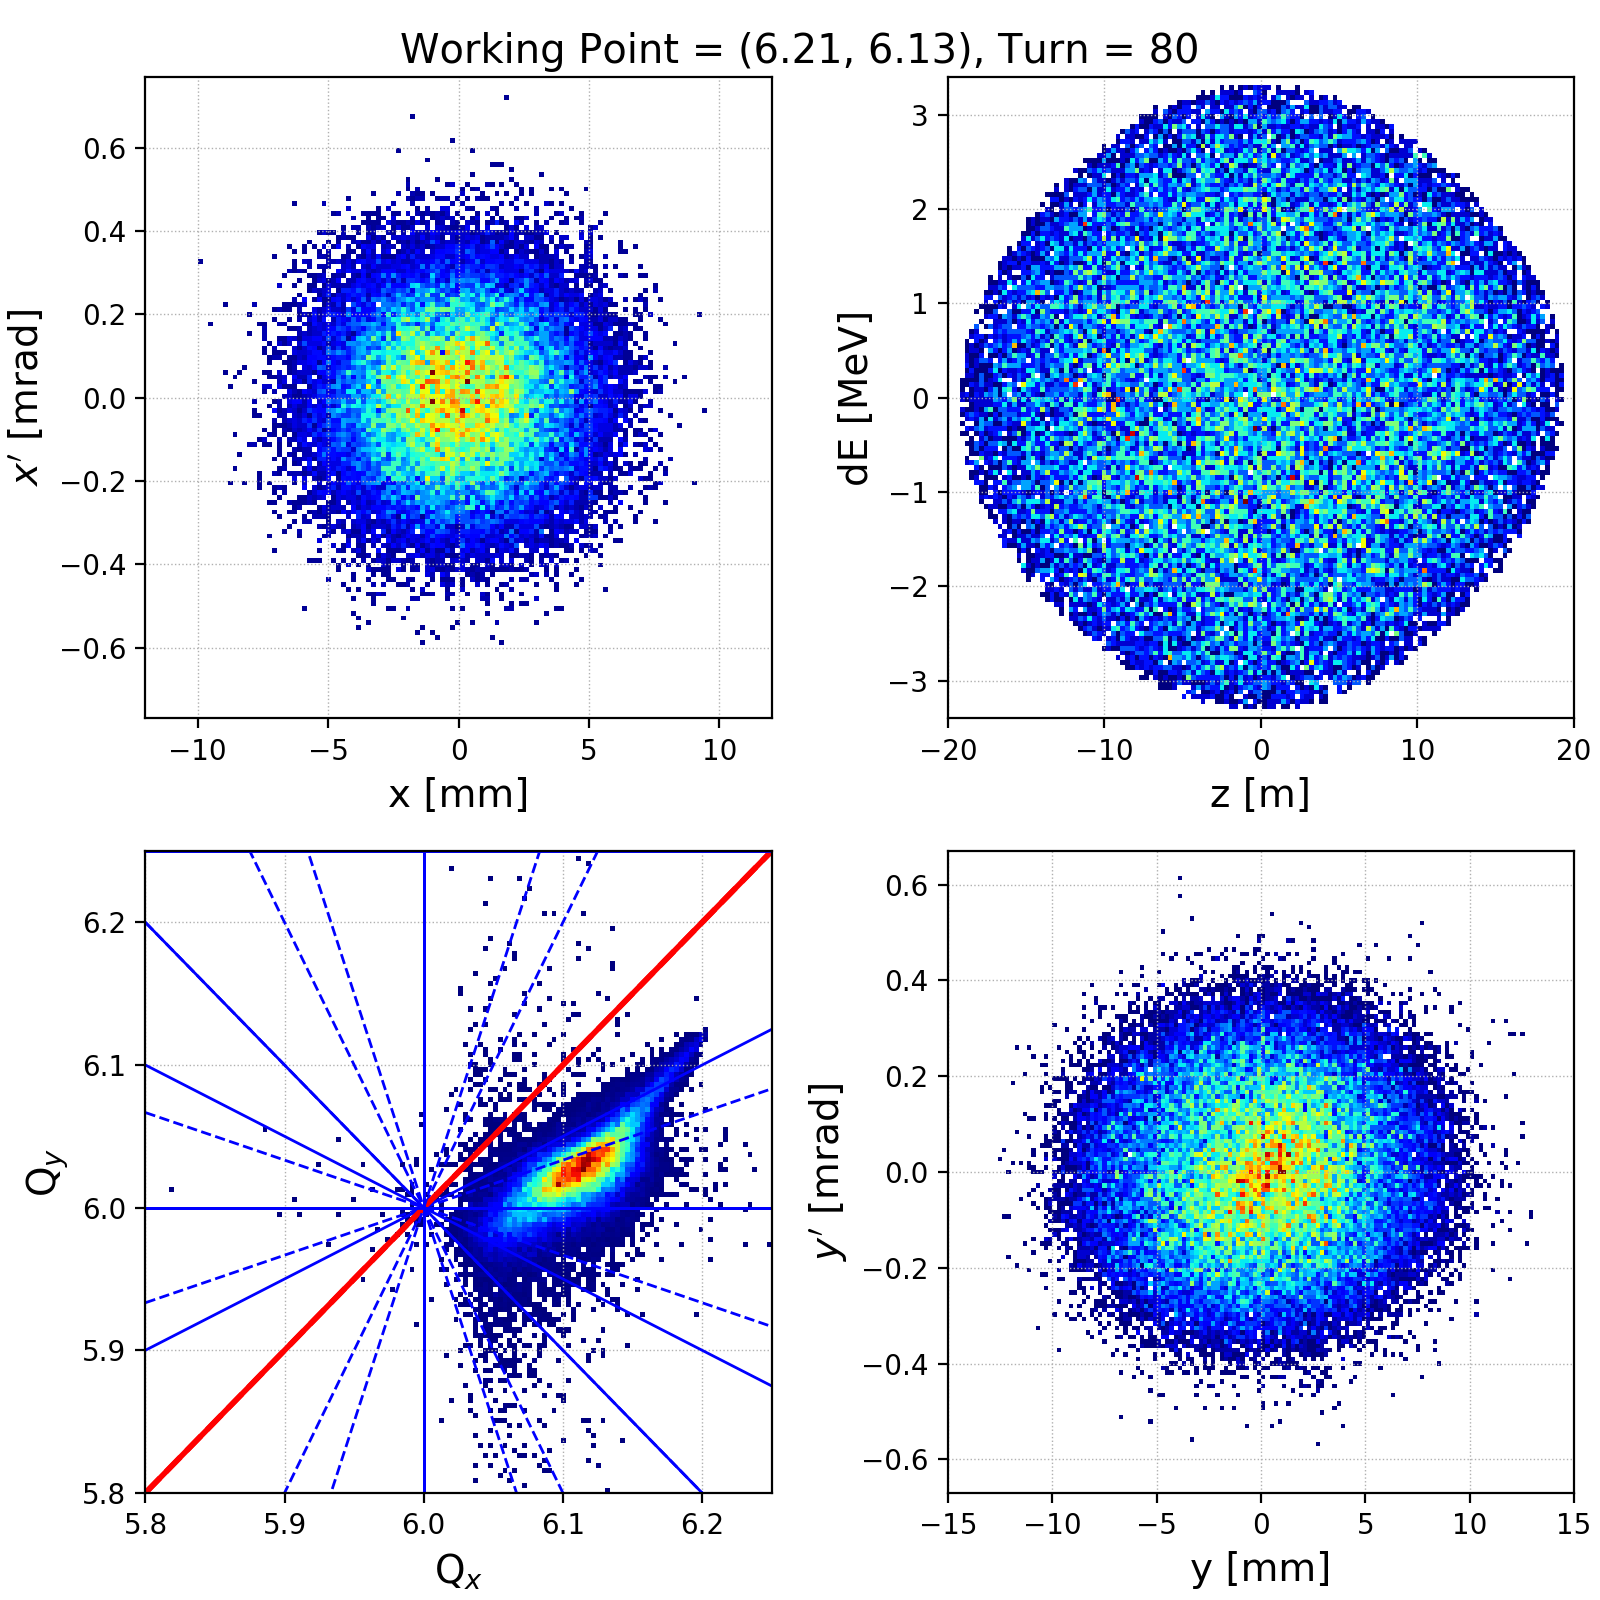 Working Point = (6.21, 6.13), Turn = 80
0.6
0.4
0.2
0.0
−0.2
−0.4
−0.6
x′ [mrad]
−10 −5 0 5 10
x [mm]
3
2
1
0
−1
−2
−3
dE [MeV]
−20 −10 0 10 20
z [m]
6.2
6.1
6.0
5.9
5.8
Qy
5.8 5.9 6.0 6.1 6.2
Qx
0.6
0.4
0.2
0.0
−0.2
−0.4
−0.6
y′ [mrad]
−15 −10 −5 0 5 10 15
y [mm]